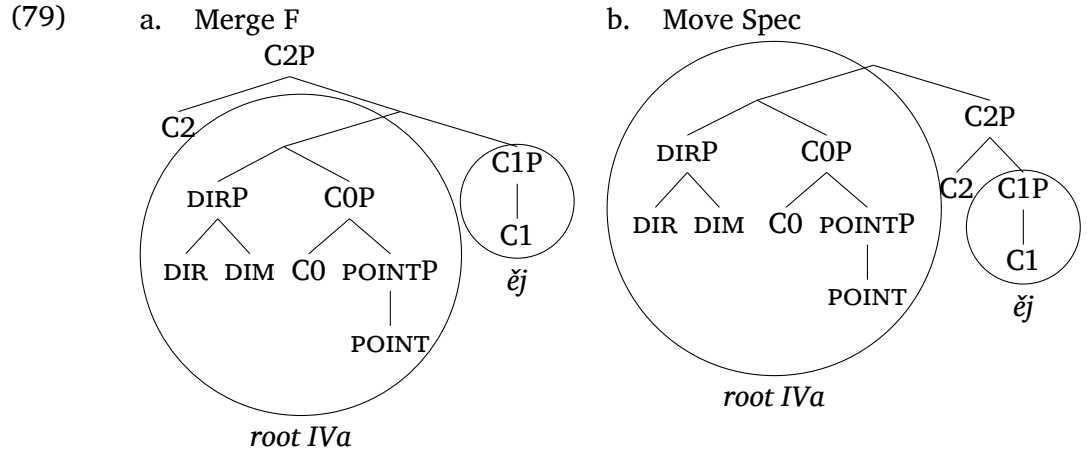 (79) a. Merge F b. Move Spec
C2P
C2
C1P
DIRP C0P
C1
DIR DIM C0 POINTP
ěj
POINT
root IVa
C2P
DIRP C0P
C2 C1P
DIR DIM C0 POINTP
C1
POINT
ěj
root IVa